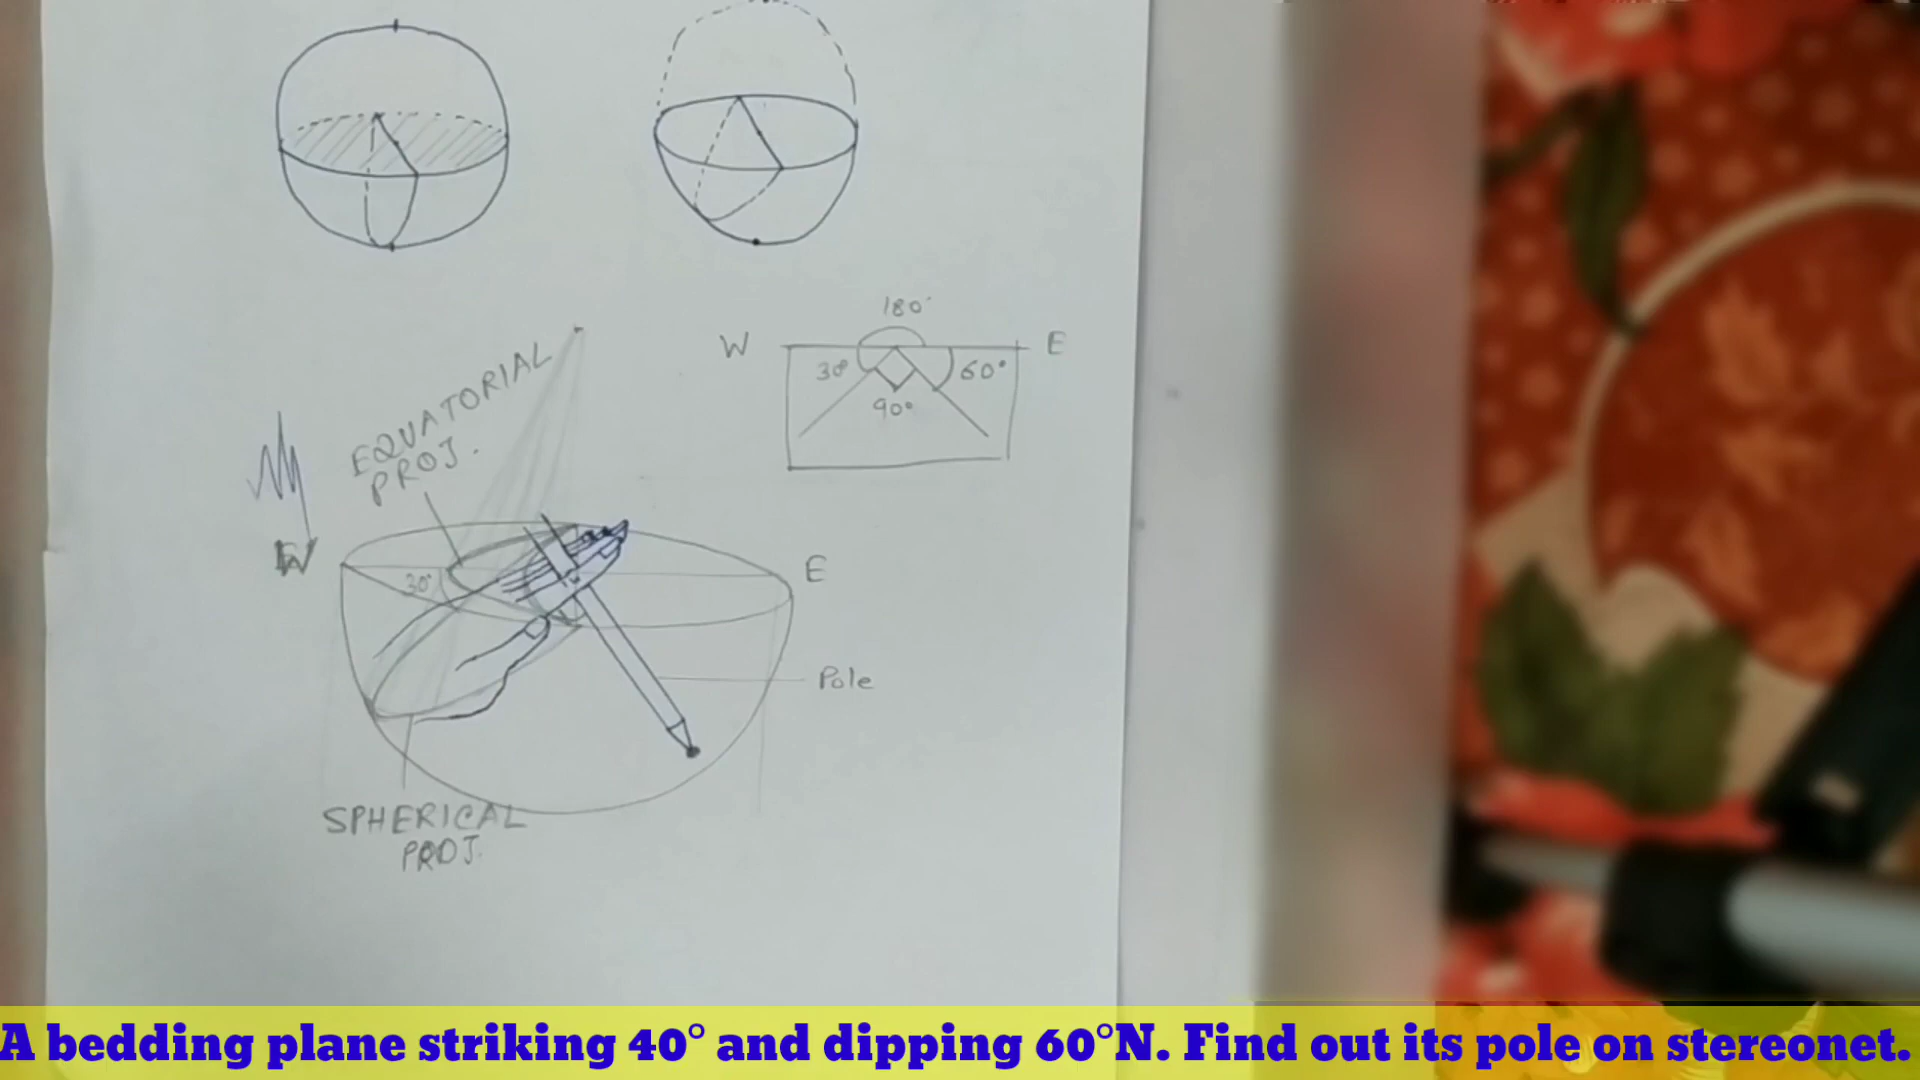 180°
W
E
30°
60°
90°
EQUATORIAL
PROJ.
W
30°
E
Pole
SPHERICAL
PROJ.
A bedding plane striking 40° and dipping 60°N. Find out its pole on stereonet.